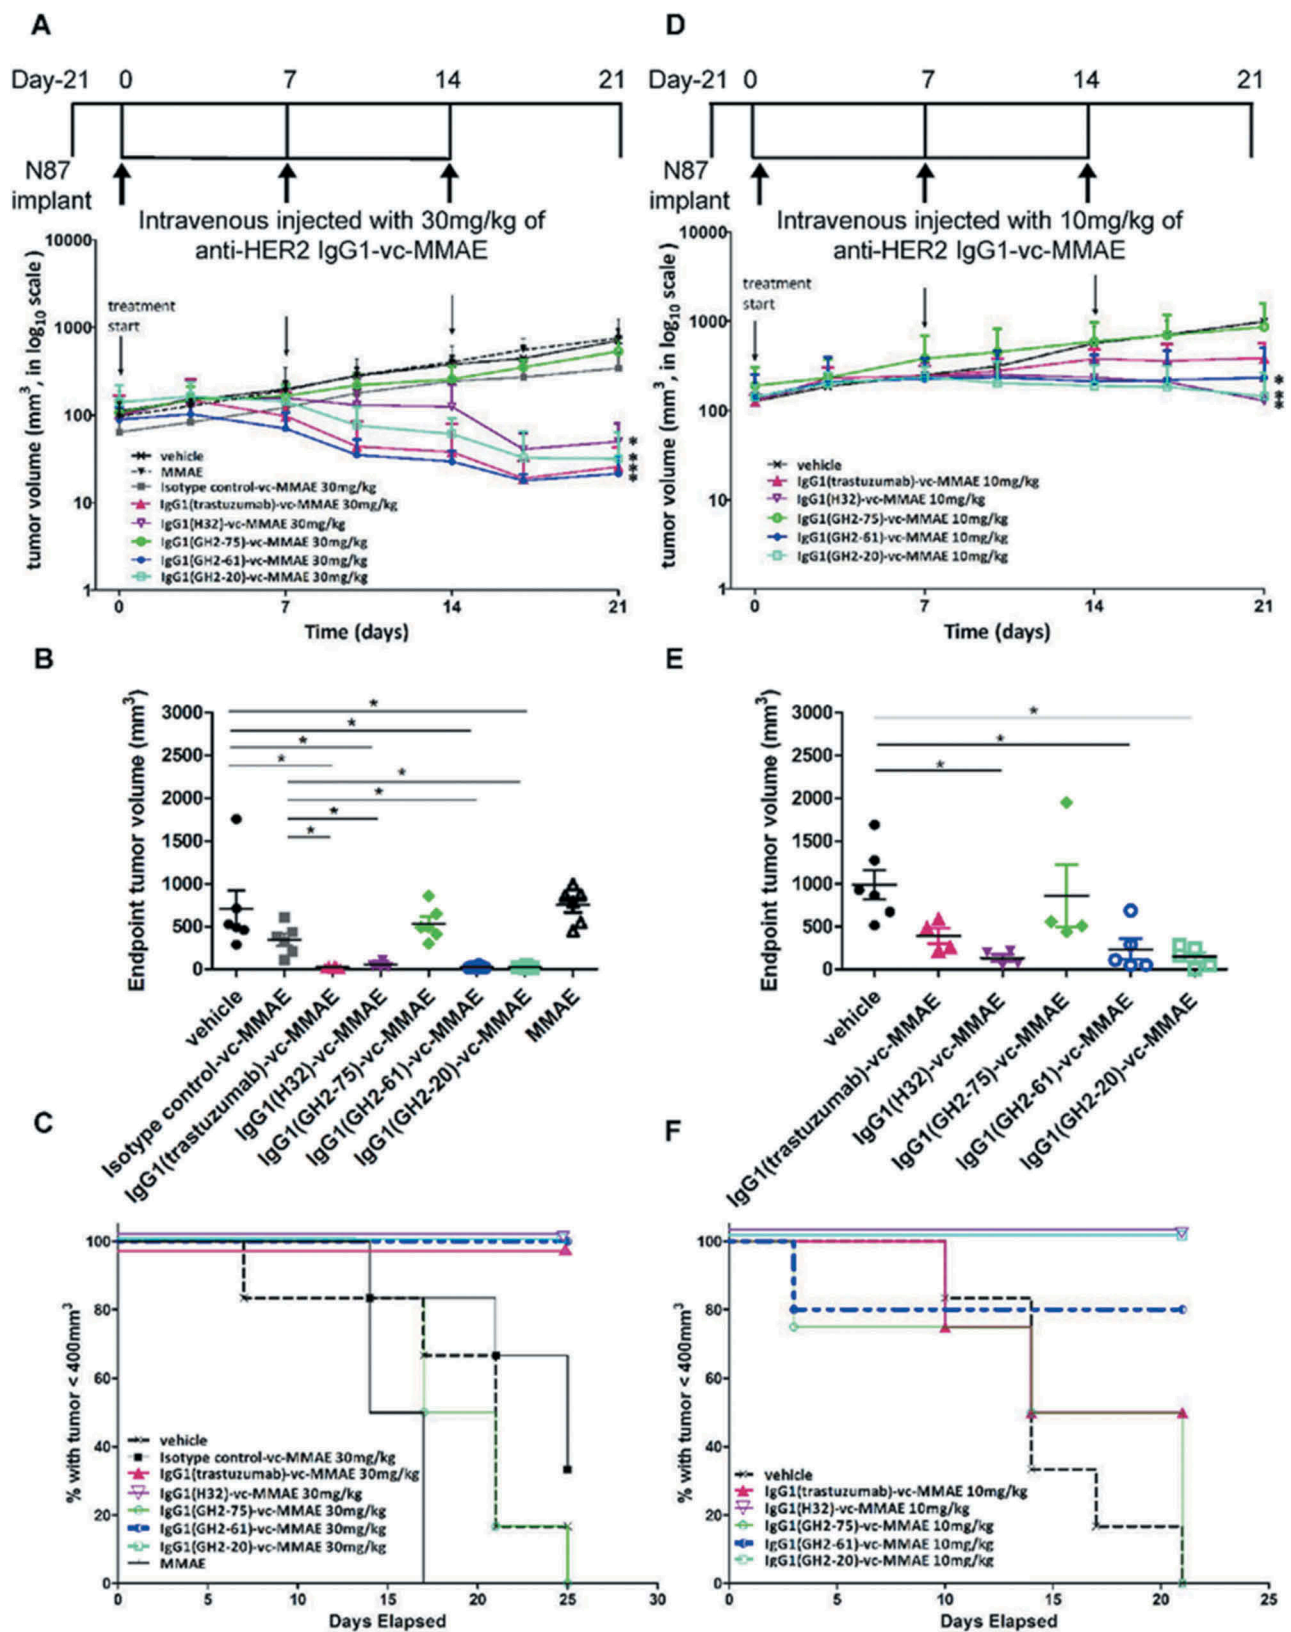 A
Day-21 0 7 14 21
N87
implant
Intravenous injected with 30mg/kg of
anti-HER2 IgG1-vc-MMAE
tumor volume (mm3, in log10 scale )
10000
1000
100
10
1
treatment
start
vehicle
MMAE
Isotype control-vc-MMAE 30mg/kg
IgG1(trastuzumab)-vc-MMAE 30mg/kg
IgG1(H32)-vc-MMAE 30mg/kg
IgG1(GH2-75)-vc-MMAE 30mg/kg
IgG1(GH2-61)-vc-MMAE 30mg/kg
IgG1(GH2-20)-vc-MMAE 30mg/kg
* * * *
0 7 14 21
Time (days)
D
Day-21 0 7 14 21
N87
implant
Intravenous injected with 10mg/kg of
anti-HER2 IgG1-vc-MMAE
tumor volume (mm3, in log10 scale )
10000
1000
100
10
1
treatment
start
vehicle
IgG1(trastuzumab)-vc-MMAE 10mg/kg
IgG1(H32)-vc-MMAE 10mg/kg
IgG1(GH2-75)-vc-MMAE 10mg/kg
IgG1(GH2-61)-vc-MMAE 10mg/kg
IgG1(GH2-20)-vc-MMAE 10mg/kg
* * *
0 7 14 21
Time (days)
B
Endpoint tumor volume (mm3)
3000
2500
2000
1500
1000
500
0
*
*
*
*
*
*
*
*
vehicle
Isotype control-vc-MMAE
IgG1(trastuzumab)-vc-MMAE
IgG1(H32)-vc-MMAE
IgG1(GH2-75)-vc-MMAE
IgG1(GH2-61)-vc-MMAE
IgG1(GH2-20)-vc-MMAE
MMAE
E
Endpoint tumor volume (mm3)
3000
2500
2000
1500
1000
500
0
*
*
*
vehicle
IgG1(trastuzumab)-vc-MMAE
IgG1(H32)-vc-MMAE
IgG1(GH2-75)-vc-MMAE
IgG1(GH2-61)-vc-MMAE
IgG1(GH2-20)-vc-MMAE
C
% with tumor < 400mm3
100
80
60
40
20
0
vehicle
Isotype control-vc-MMAE 30mg/kg
IgG1(trastuzumab)-vc-MMAE 30mg/kg
IgG1(H32)-vc-MMAE 30mg/kg
IgG1(GH2-75)-vc-MMAE 30mg/kg
IgG1(GH2-61)-vc-MMAE 30mg/kg
IgG1(GH2-20)-vc-MMAE 30mg/kg
MMAE
0 5 10 15 20 25 30
Days Elapsed
F
% with tumor < 400mm3
100
80
60
40
20
0
vehicle
IgG1(trastuzumab)-vc-MMAE 10mg/kg
IgG1(H32)-vc-MMAE 10mg/kg
IgG1(GH2-75)-vc-MMAE 10mg/kg
IgG1(GH2-61)-vc-MMAE 10mg/kg
IgG1(GH2-20)-vc-MMAE 10mg/kg
0 5 10 15 20 25
Days Elapsed